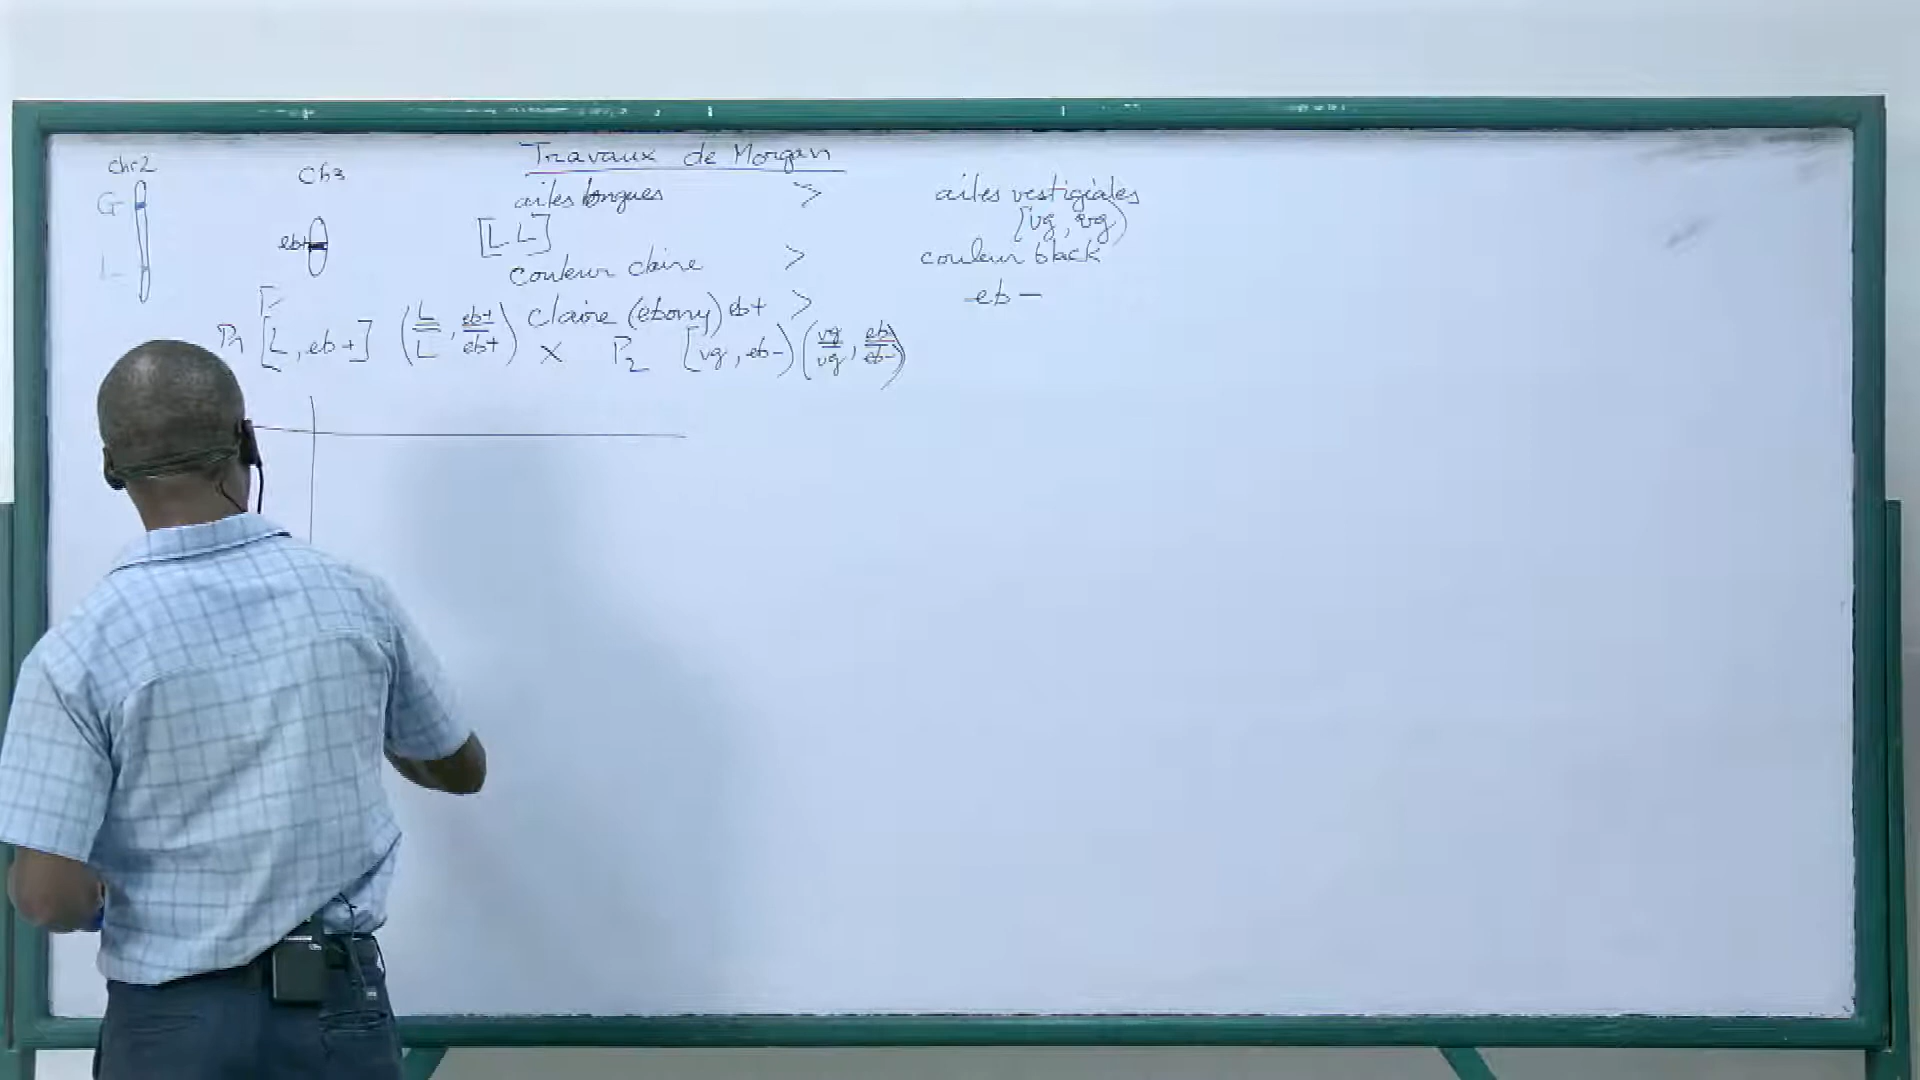 Travaux de Morgan
chr2
Ch3
ailes longues > ailes vestigiales
G
[L L]
[vg, vg)
eb+
couleur claire > couleur black
L
claire (ebony) eb+ > eb -
P1 [L, eb+] (L/L, eb+/eb+) X P2 [vg, eb-) (vg/vg, eb-/eb-)